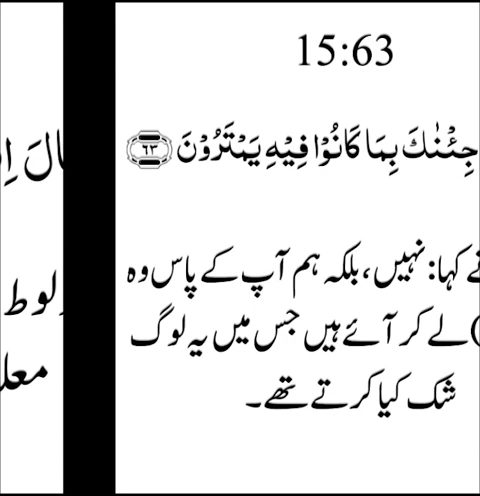 15:63
جِئْنٰكَ بِمَا كَانُوْا فِيْهِ يَمْتَرُوْنَ ٦٣
کہا: نہیں، بلکہ ہم آپ کے پاس وہ
) لے کر آئے ہیں جس میں یہ لوگ
شک کیا کرتے تھے۔
لوط